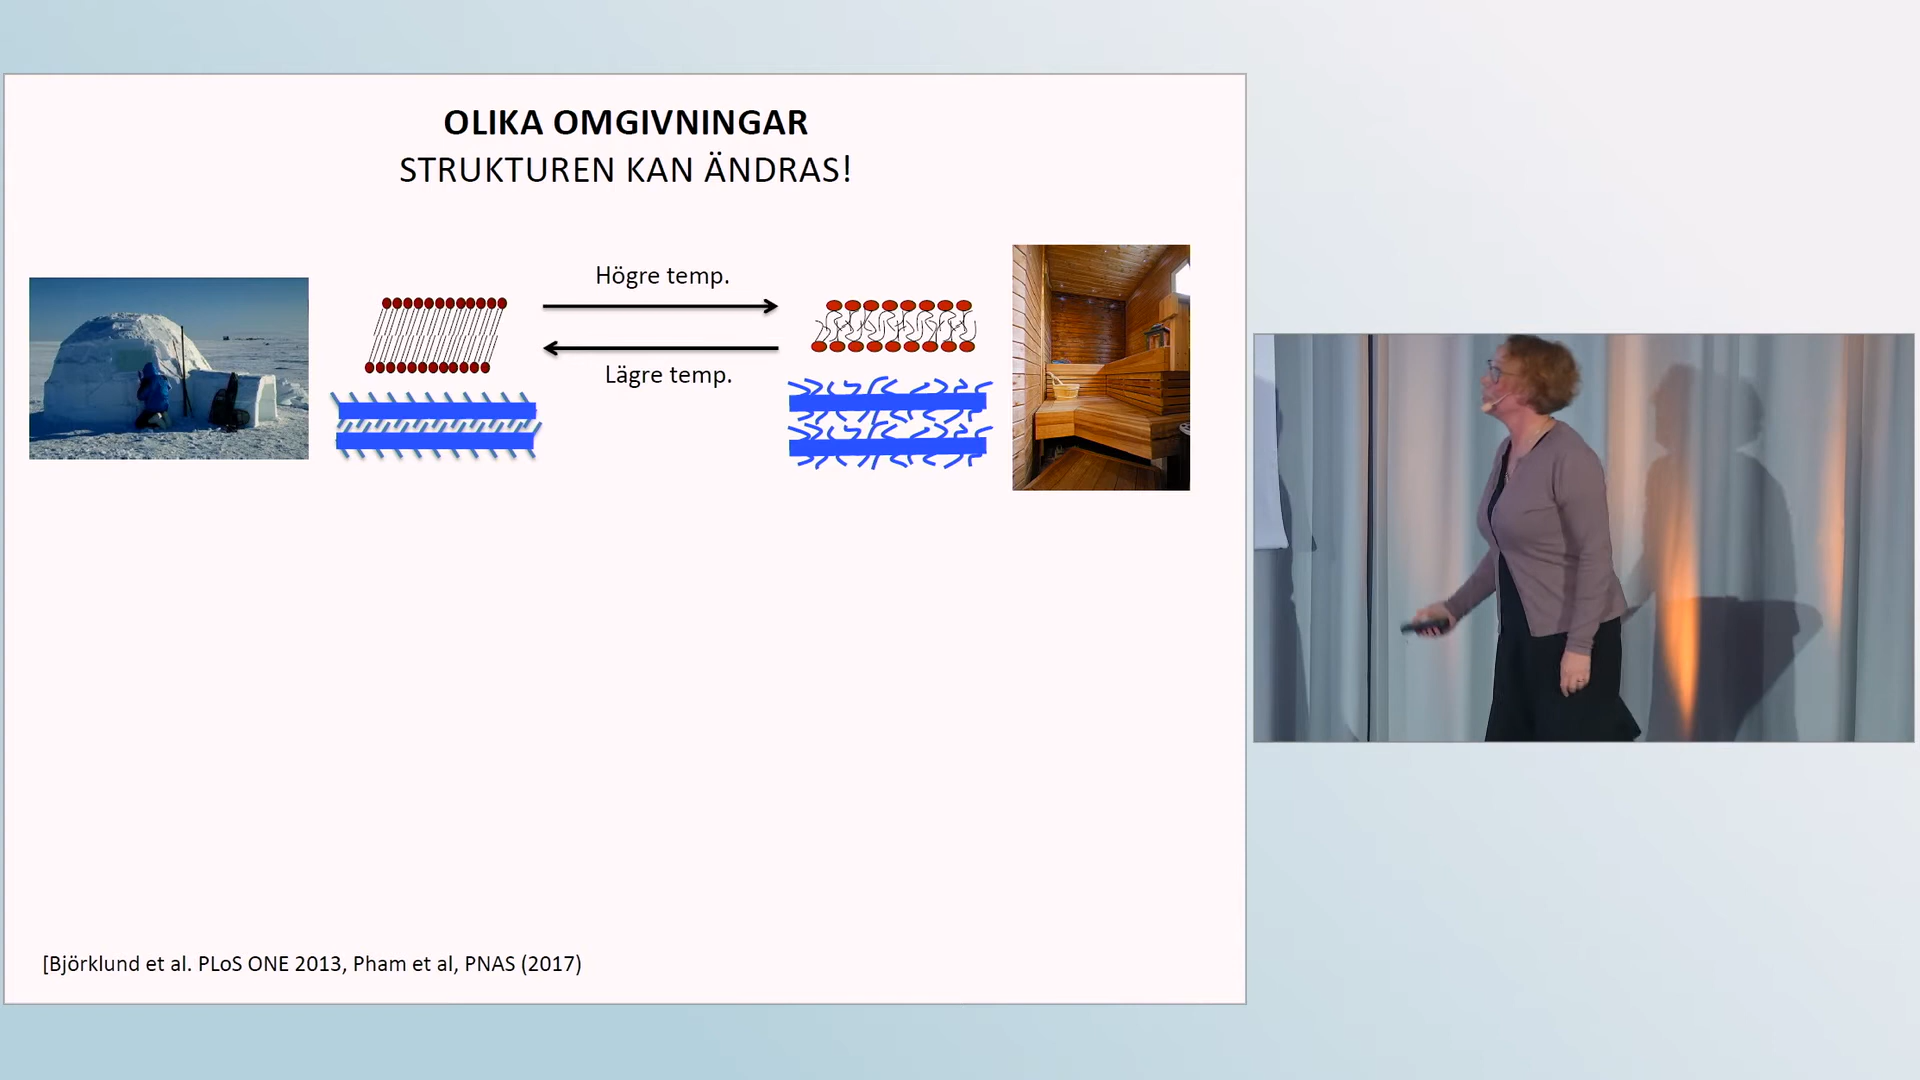 OLIKA OMGIVNINGAR
STRUKTUREN KAN ÄNDRAS!
Högre temp.
Lägre temp.
[Björklund et al. PLoS ONE 2013, Pham et al, PNAS (2017)